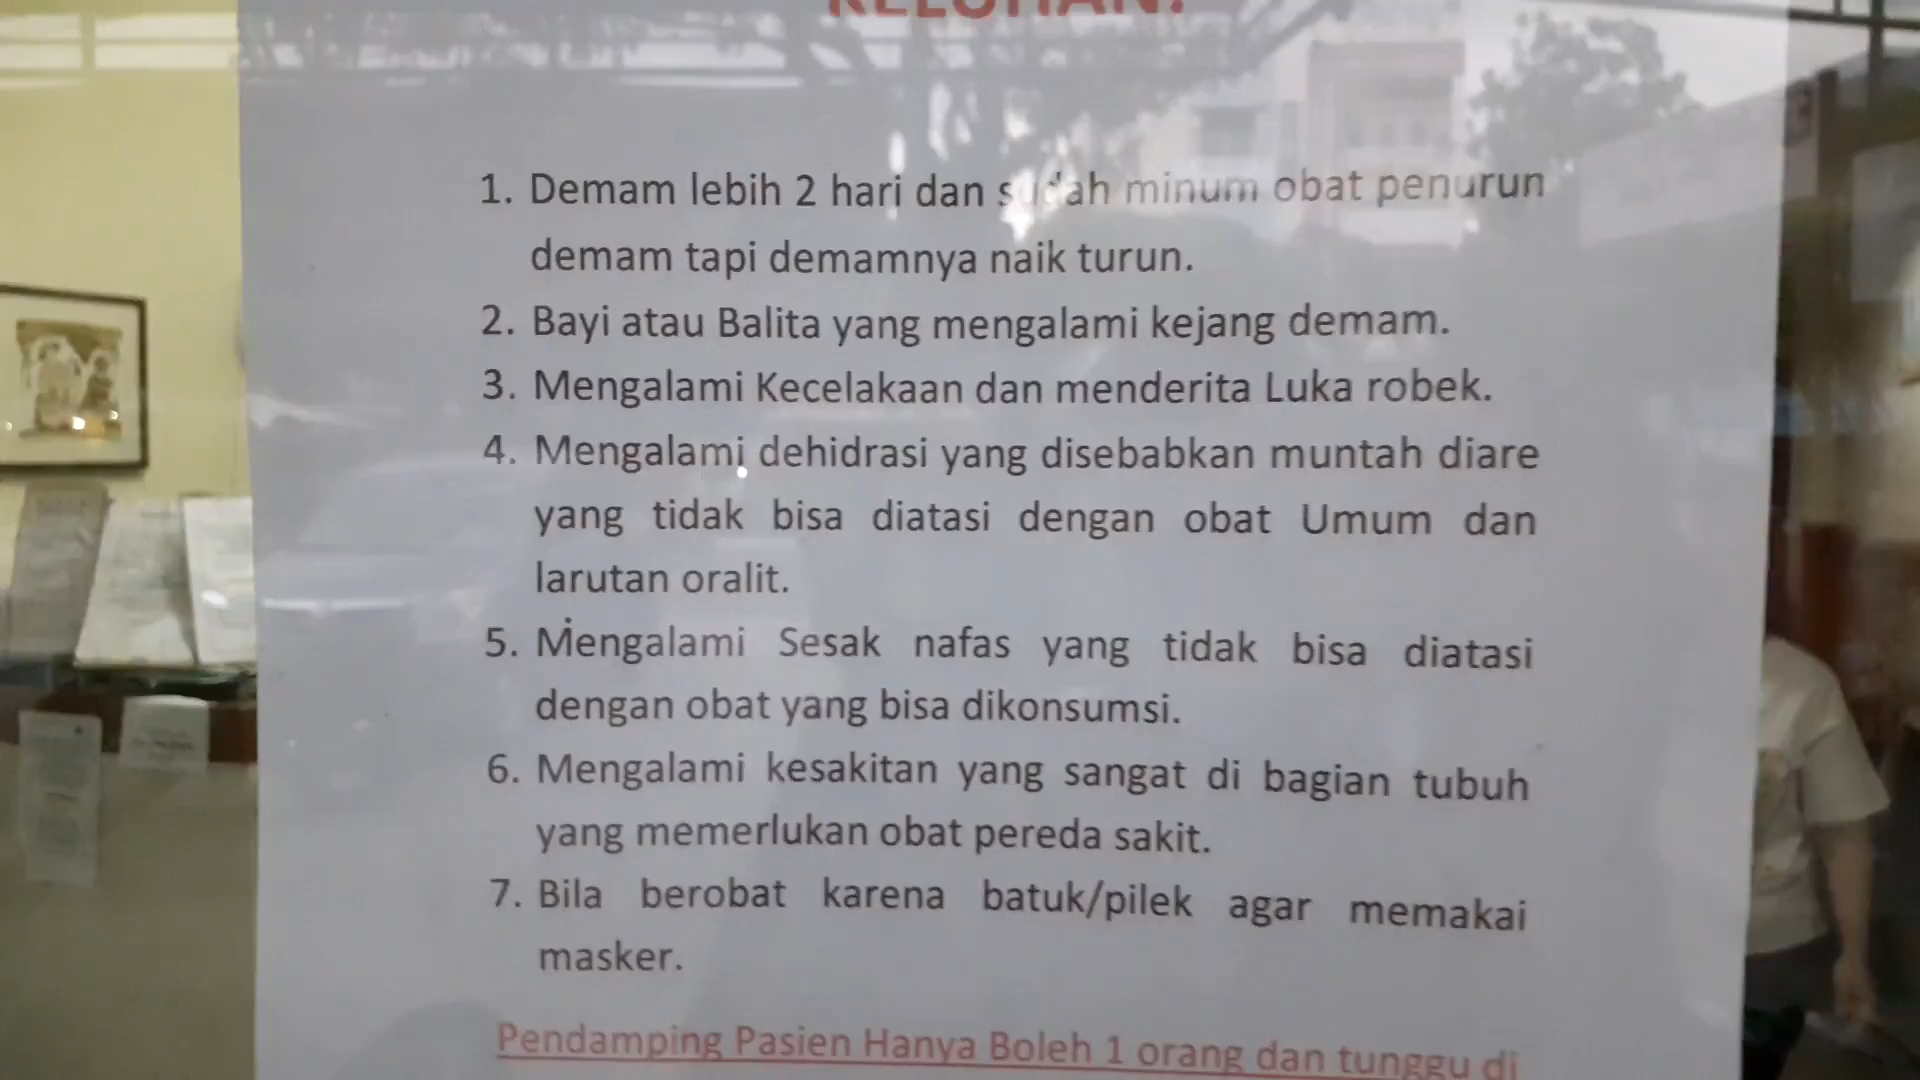 KELUHAN:
1. Demam lebih 2 hari dan sudah minum obat penurun
demam tapi demamnya naik turun.
2. Bayi atau Balita yang mengalami kejang demam.
3. Mengalami Kecelakaan dan menderita Luka robek.
4. Mengalami dehidrasi yang disebabkan muntah diare
yang tidak bisa diatasi dengan obat Umum dan
larutan oralit.
5. Mengalami Sesak nafas yang tidak bisa diatasi
dengan obat yang bisa dikonsumsi.
6. Mengalami kesakitan yang sangat di bagian tubuh
yang memerlukan obat pereda sakit.
7. Bila berobat karena batuk/pilek agar memakai
masker.
Pendamping Pasien Hanya Boleh 1 orang dan tunggu di